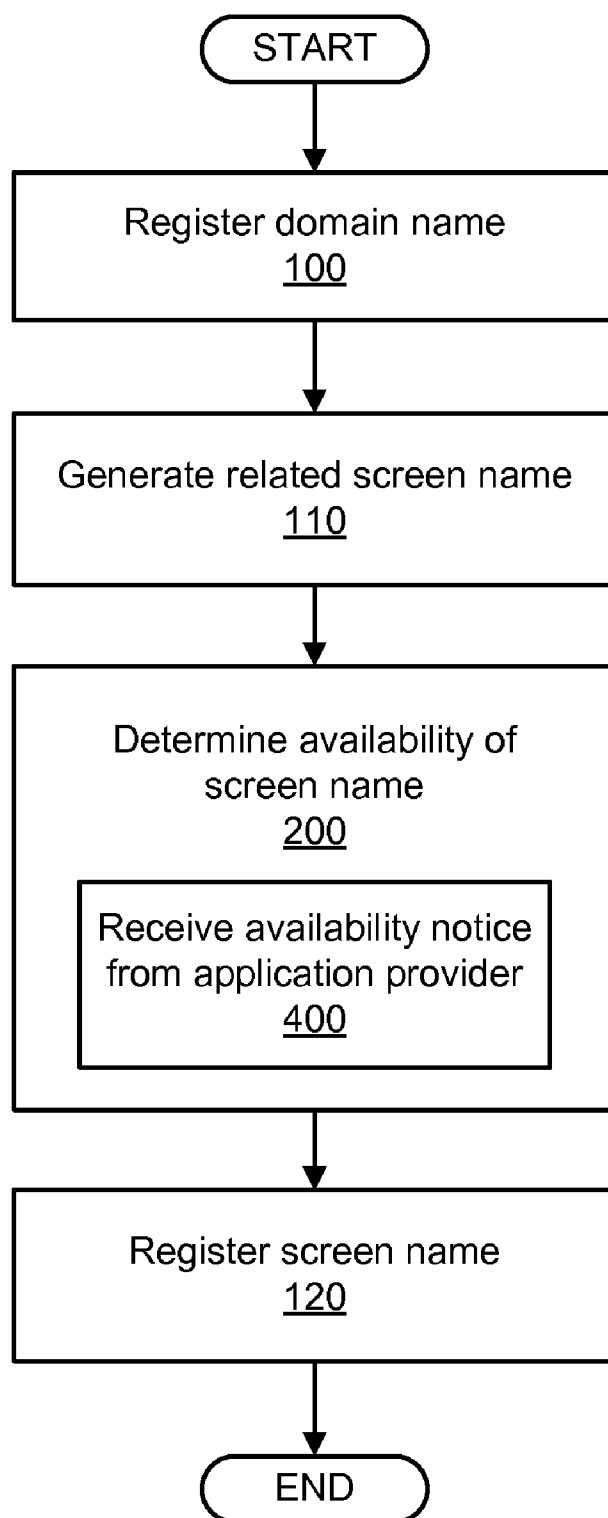 START
Register domain name
100
Generate related screen name
110
Determine availability of
screen name
200
Receive availability notice
from application provider
400
Register screen name
120
END